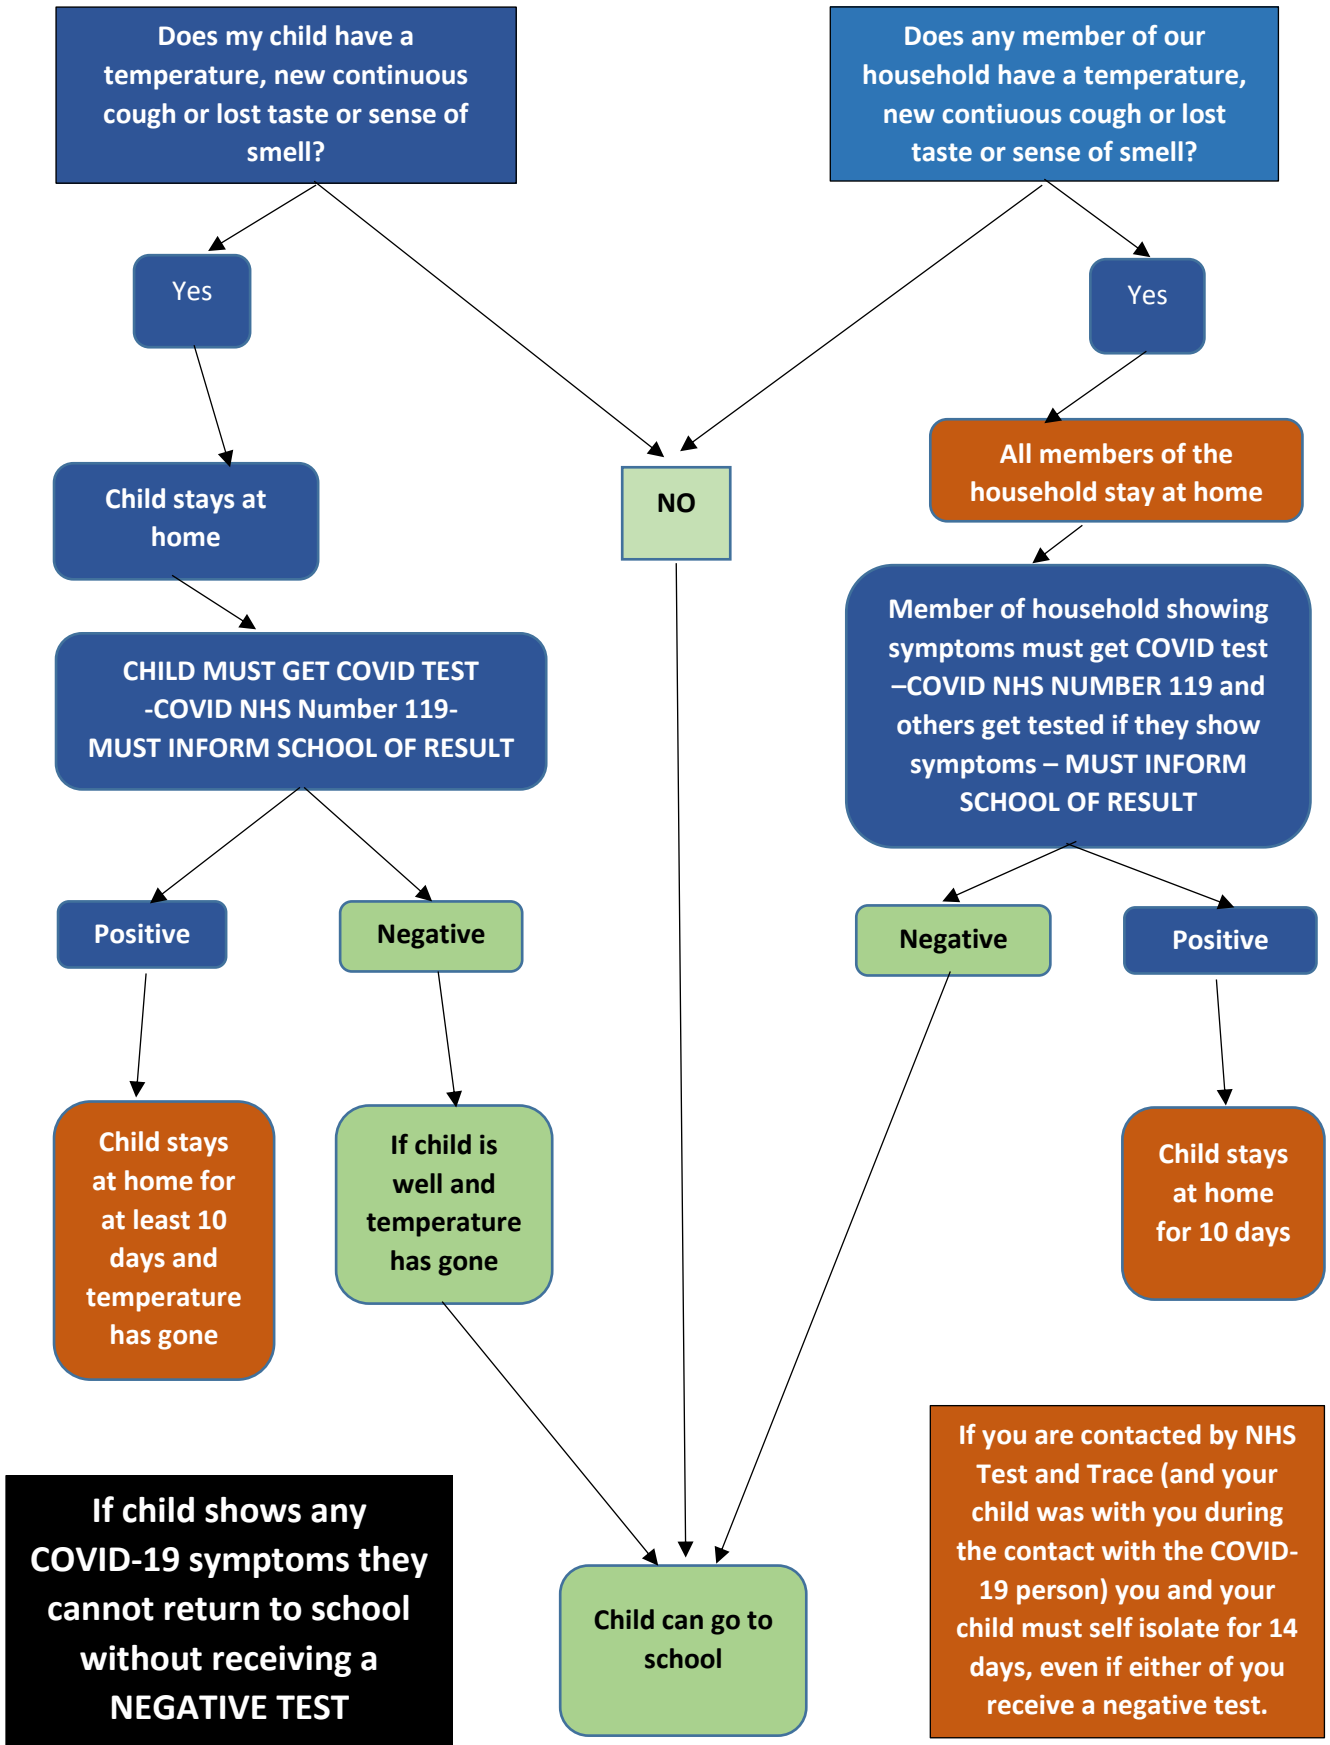 Does my child have a
temperature, new continuous
cough or lost taste or sense of
smell?
Does any member of our
household have a temperature,
new contiuous cough or lost
taste or sense of smell?
Yes
Yes
All members of the
household stay at home
Child stays at
home
NO
Member of household showing
symptoms must get COVID test
–COVID NHS NUMBER 119 and
others get tested if they show
symptoms – MUST INFORM
SCHOOL OF RESULT
CHILD MUST GET COVID TEST
-COVID NHS Number 119-
MUST INFORM SCHOOL OF RESULT
Positive
Negative
Negative
Positive
Child stays
at home for
at least 10
days and
temperature
has gone
If child is
well and
temperature
has gone
Child stays
at home
for 10 days
If child shows any
COVID-19 symptoms they
cannot return to school
without receiving a
NEGATIVE TEST
Child can go to
school
If you are contacted by NHS
Test and Trace (and your
child was with you during
the contact with the COVID-
19 person) you and your
child must self isolate for 14
days, even if either of you
receive a negative test.